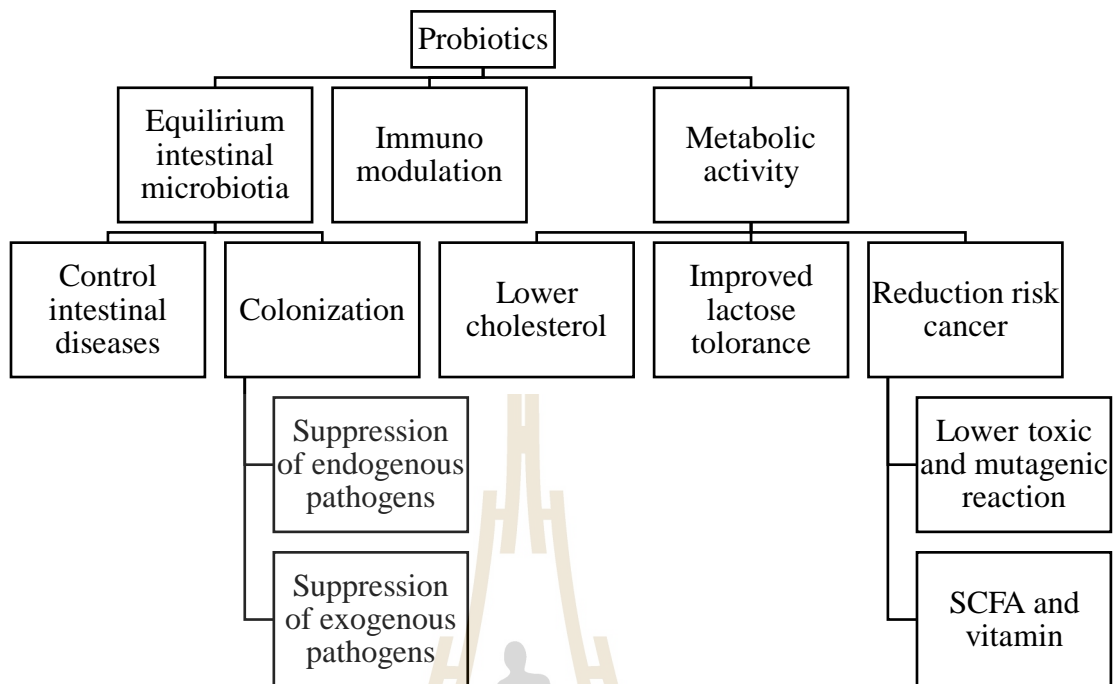 Probiotics
Equilirium
intestinal
microbiotia
Immuno
modulation
Metabolic
activity
Control
intestinal
diseases
Colonization
Lower
cholesterol
Improved
lactose
tolorance
Reduction risk
cancer
Suppression
of endogenous
pathogens
Lower toxic
and mutagenic
reaction
Suppression
of exogenous
pathogens
SCFA and
vitamin